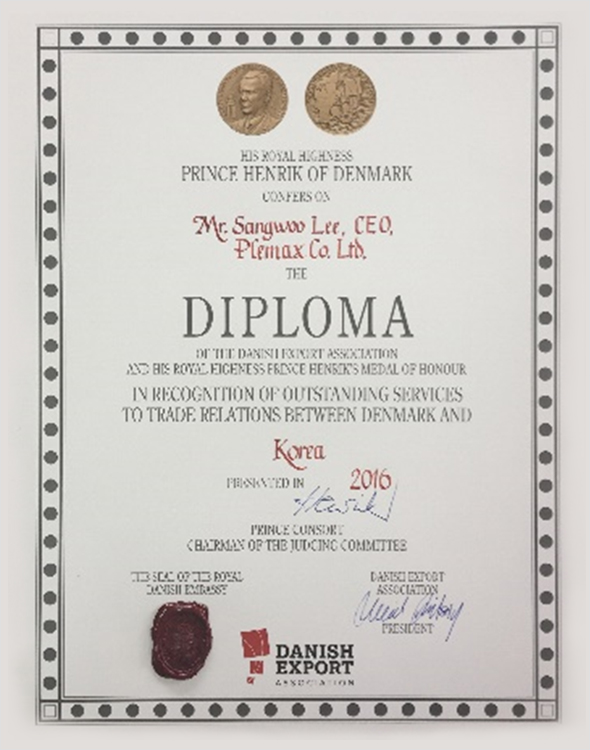 HIS ROYAL HIGHNESS
PRINCE HENRIK OF DENMARK
CONFERS ON
Mr. Sangwoo Lee, CEO,
Plemax Co. Ltd.
THE
DIPLOMA
OF THE DANISH EXPORT ASSOCIATION
AND HIS ROYAL HIGHNESS PRINCE HENRIK'S MEDAL OF HONOUR
IN RECOGNITION OF OUTSTANDING SERVICES
TO TRADE RELATIONS BETWEEN DENMARK AND
Korea
PRESENTED IN 2016
PRINCE CONSORT
CHAIRMAN OF THE JUDGING COMMITTEE
THE SEAL OF THE ROYAL
DANISH EMBASSY
DANISH EXPORT
ASSOCIATION
PRESIDENT
DANISH
EXPORT
ASSOCIATION